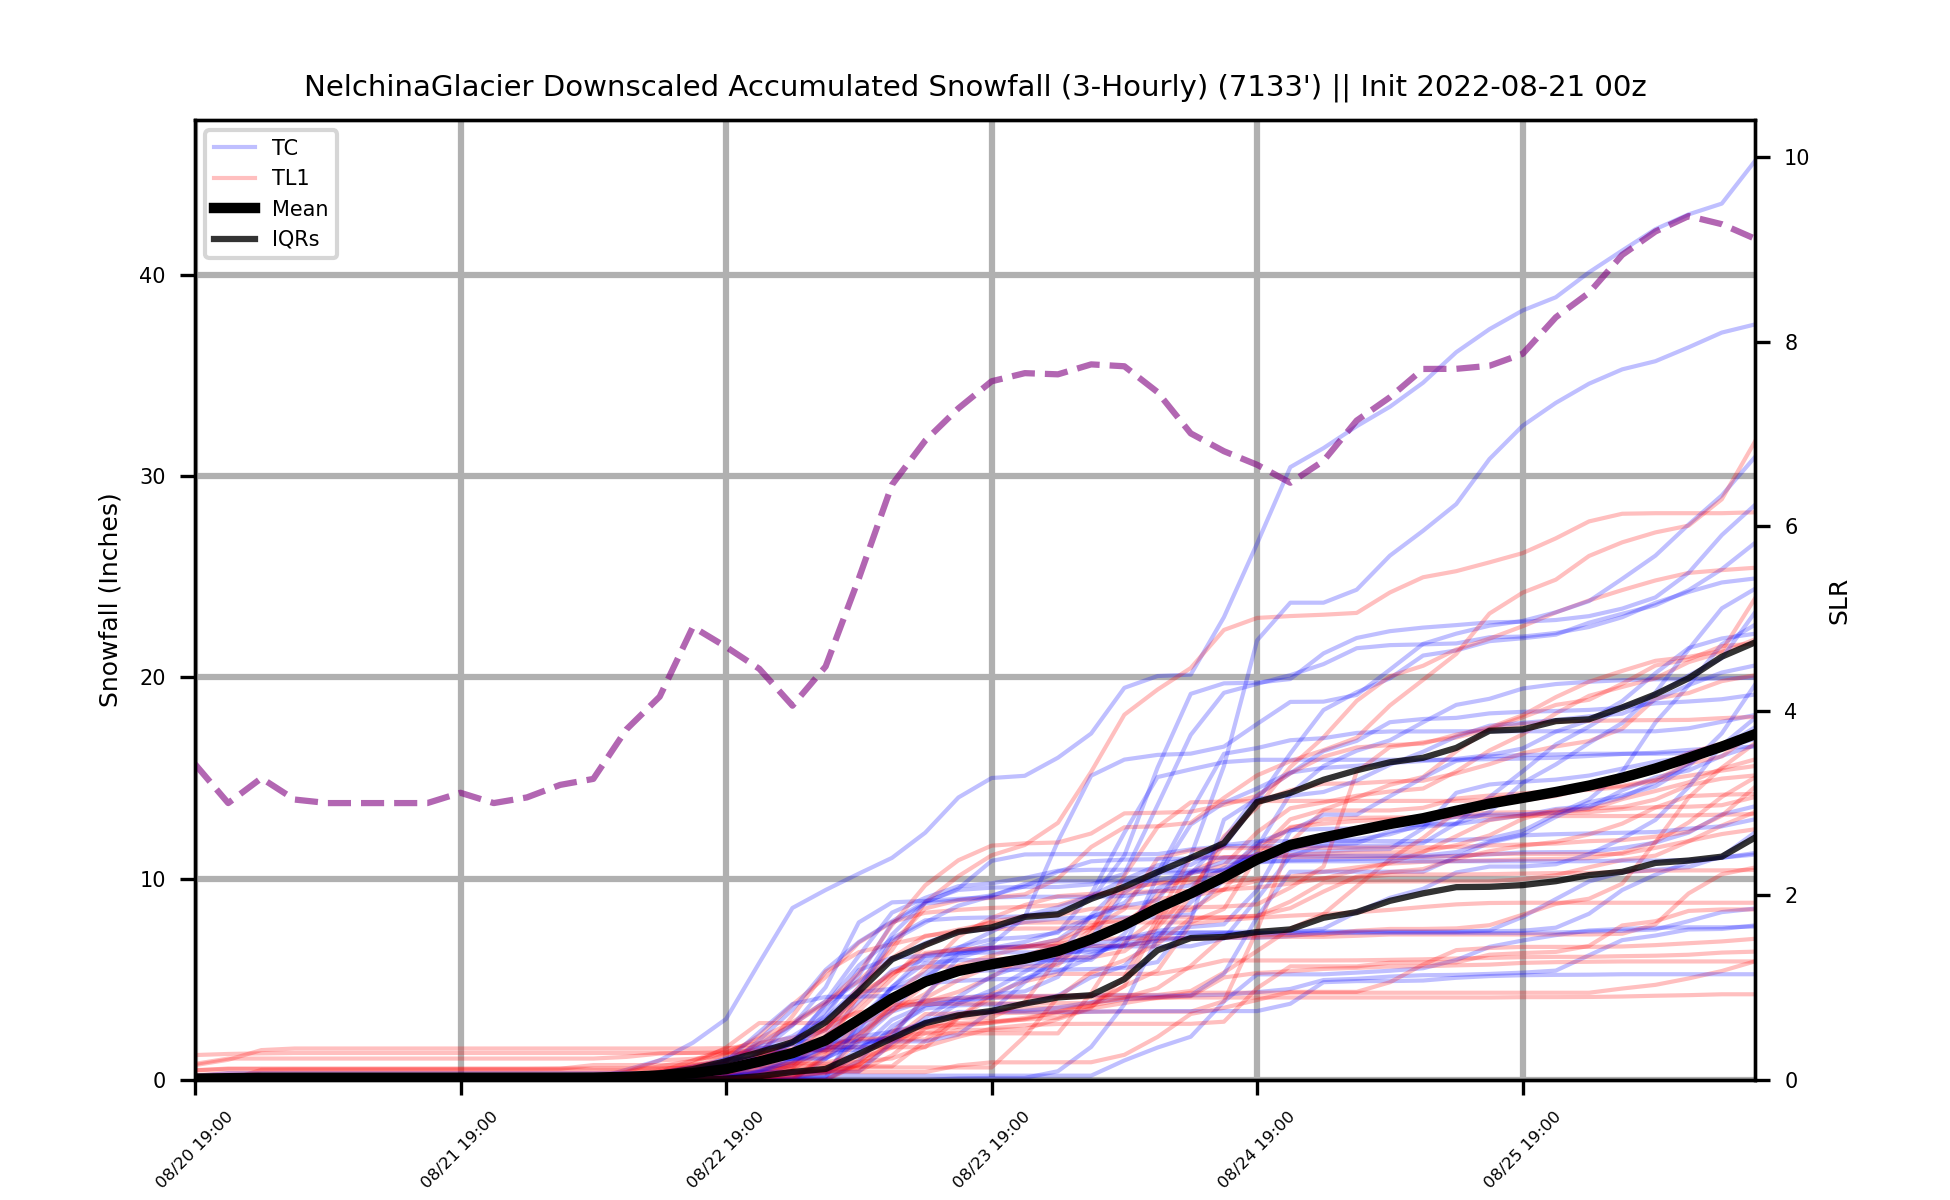 NelchinaGlacier Downscaled Accumulated Snowfall (3-Hourly) (7133') || Init 2022-08-21 00z
TC
TL1
Mean
IQRs
40
30
20
10
0
Snowfall (Inches)
10
8
6
4
2
0
SLR
08/20 19:00
08/21 19:00
08/22 19:00
08/23 19:00
08/24 19:00
08/25 19:00